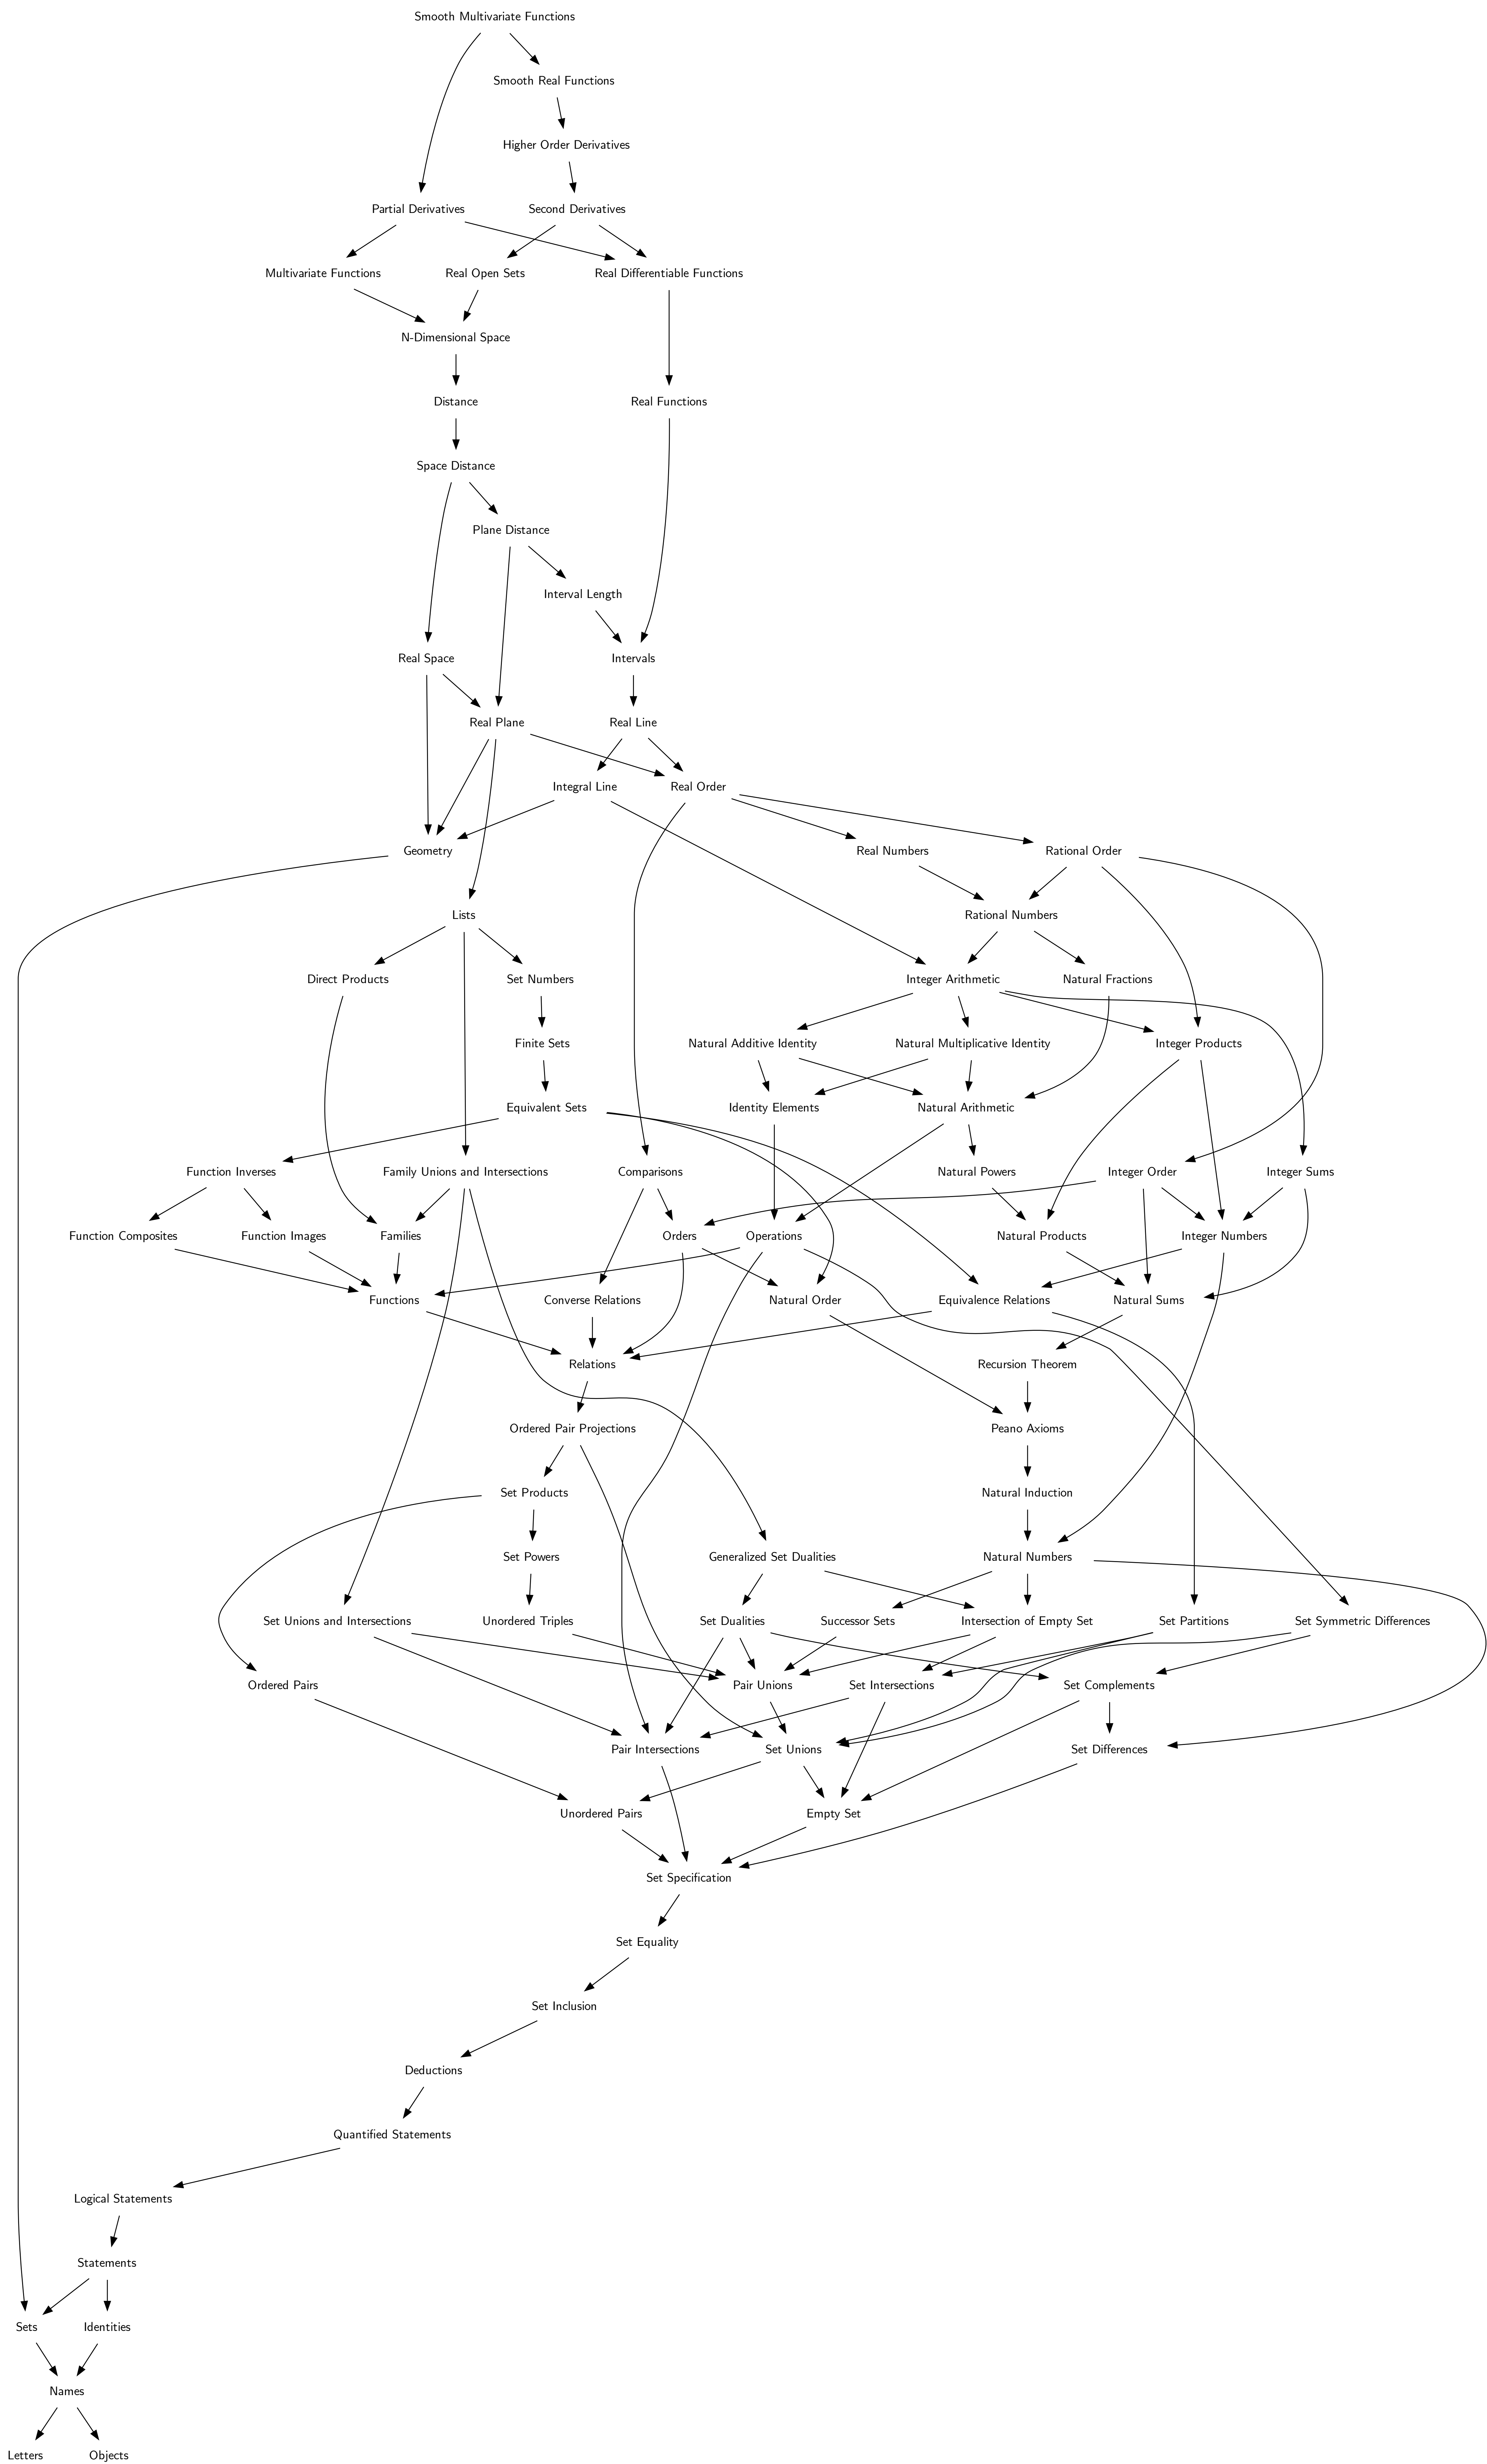 Smooth Multivariate Functions
Smooth Real Functions
Higher Order Derivatives
Partial Derivatives
Second Derivatives
Multivariate Functions
Real Open Sets
Real Differentiable Functions
N-Dimensional Space
Distance
Real Functions
Space Distance
Plane Distance
Interval Length
Real Space
Intervals
Real Plane
Real Line
Integral Line
Real Order
Geometry
Real Numbers
Rational Order
Lists
Rational Numbers
Direct Products
Set Numbers
Integer Arithmetic
Natural Fractions
Finite Sets
Natural Additive Identity
Natural Multiplicative Identity
Integer Products
Equivalent Sets
Identity Elements
Natural Arithmetic
Function Inverses
Family Unions and Intersections
Comparisons
Natural Powers
Integer Order
Integer Sums
Function Composites
Function Images
Families
Orders
Operations
Natural Products
Integer Numbers
Functions
Converse Relations
Natural Order
Equivalence Relations
Natural Sums
Relations
Recursion Theorem
Ordered Pair Projections
Peano Axioms
Set Products
Natural Induction
Set Powers
Generalized Set Dualities
Natural Numbers
Set Unions and Intersections
Unordered Triples
Set Dualities
Successor Sets
Intersection of Empty Set
Set Partitions
Set Symmetric Differences
Ordered Pairs
Pair Unions
Set Intersections
Set Complements
Pair Intersections
Set Unions
Set Differences
Unordered Pairs
Empty Set
Set Specification
Set Equality
Set Inclusion
Deductions
Quantified Statements
Logical Statements
Statements
Sets
Identities
Names
Letters
Objects